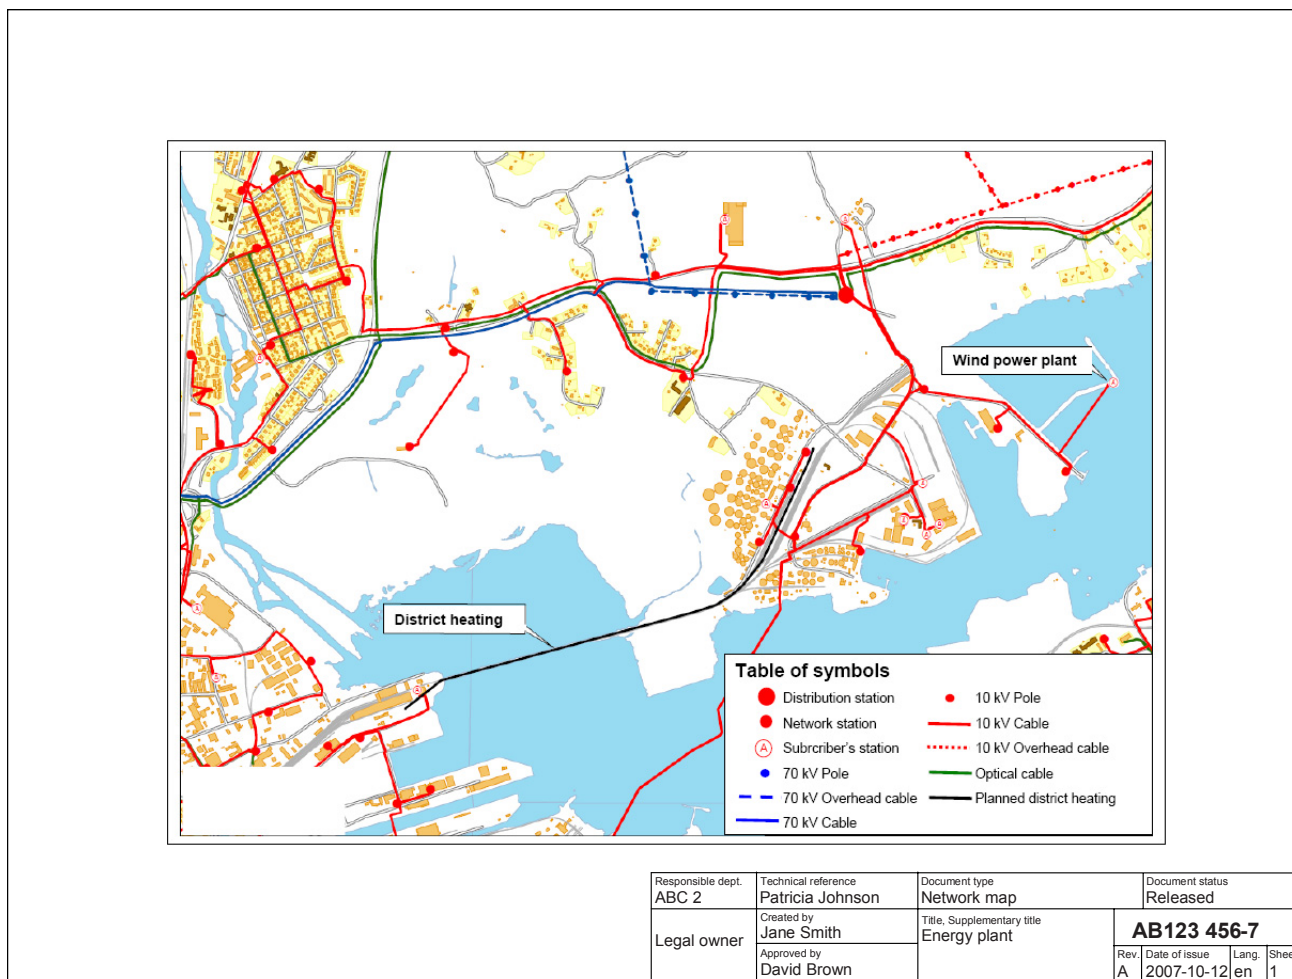 Wind power plant
District heating
Table of symbols
Distribution station
10 kV Pole
Network station
10 kV Cable
A Subrcriber's station
10 kV Overhead cable
70 kV Pole
Optical cable
70 kV Overhead cable
Planned district heating
70 kV Cable
Responsible dept.
ABC 2
Technical reference
Patricia Johnson
Document type
Network map
Document status
Released
Legal owner
Created by
Jane Smith
Approved by
David Brown
Title, Supplementary title
Energy plant
AB123 456-7
Rev.
A
Date of issue
2007-10-12
Lang.
en
Shee
1